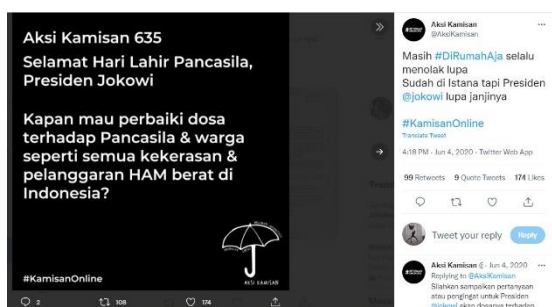 Aksi Kamisan 635
Selamat Hari Lahir Pancasila,
Presiden Jokowi
Kapan mau perbaiki dosa
terhadap Pancasila & warga
seperti semua kekerasan &
pelanggaran HAM berat di
Indonesia?
#KamisanOnline
AKSI KAMISAN
2
108
174
Aksi Kamisan
@AksiKamisan
Masih #DiRumahAja selalu
menolak lupa
Sudah di Istana tapi Presiden
@jokowi lupa janjinya
#KamisanOnline
Translate Tweet
4:18 PM · Jun 4, 2020 · Twitter Web App
99 Retweets 9 Quote Tweets 174 Likes
Tweet your reply
Reply
Aksi Kamisan
· Jun 4, 2020
Replying to @AksiKamisan
Silahkan sampaikan pertanyaan
atau pengingat untuk Presiden
@jokowi akan dosanya terhadap